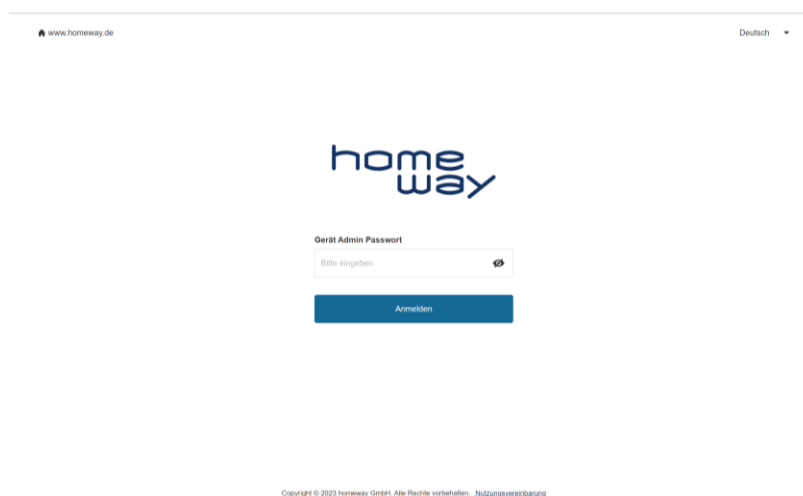 www.homeway.de
Deutsch
home
way
Gerät Admin Passwort
Bitte eingeben
Anmelden
Copyright © 2023 homeway GmbH. Alle Rechte vorbehalten. Nutzungsvereinbarung